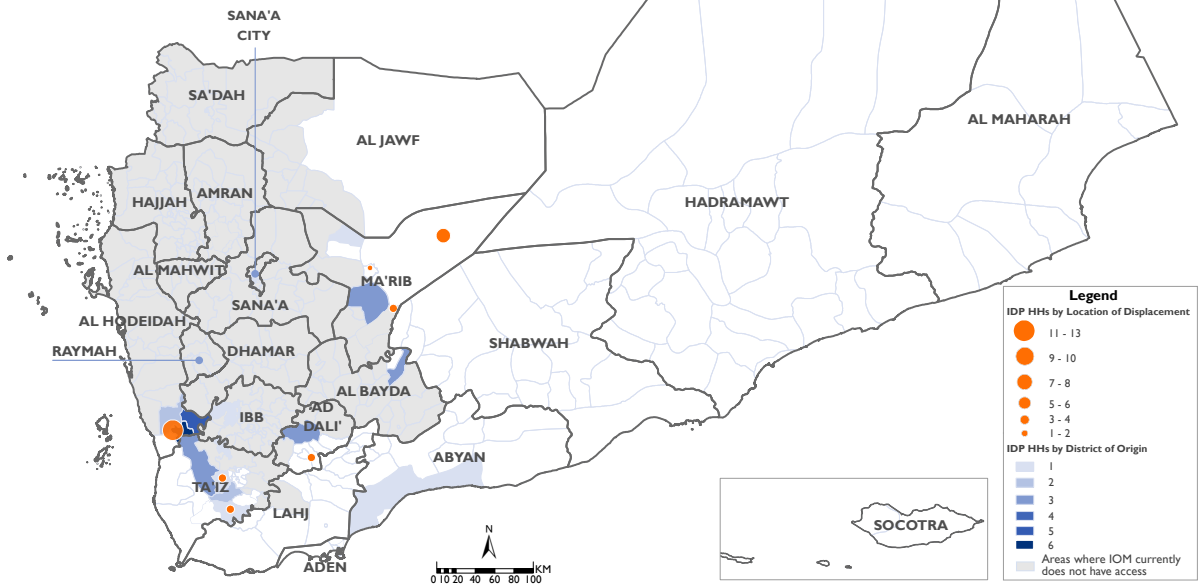 SANA'A
CITY
SA'DAH
AL JAWF
AL MAHARAH
HAJJAH
AMRAN
HADRAMAWT
AL MAHWIT
MA'RIB
SANA'A
AL HODEIDAH
RAYMAH
DHAMAR
SHABWAH
AL BAYDA
IBB
AD
DALI'
ABYAN
TA'IZ
LAHJ
ADEN
SOCOTRA
N
KM
0 10 20 40 60 80 100
Legend
IDP HHs by Location of Displacement
11 - 13
9 - 10
7 - 8
5 - 6
3 - 4
1 - 2
IDP HHs by District of Origin
1
2
3
4
5
6
Areas where IOM currently
does not have access